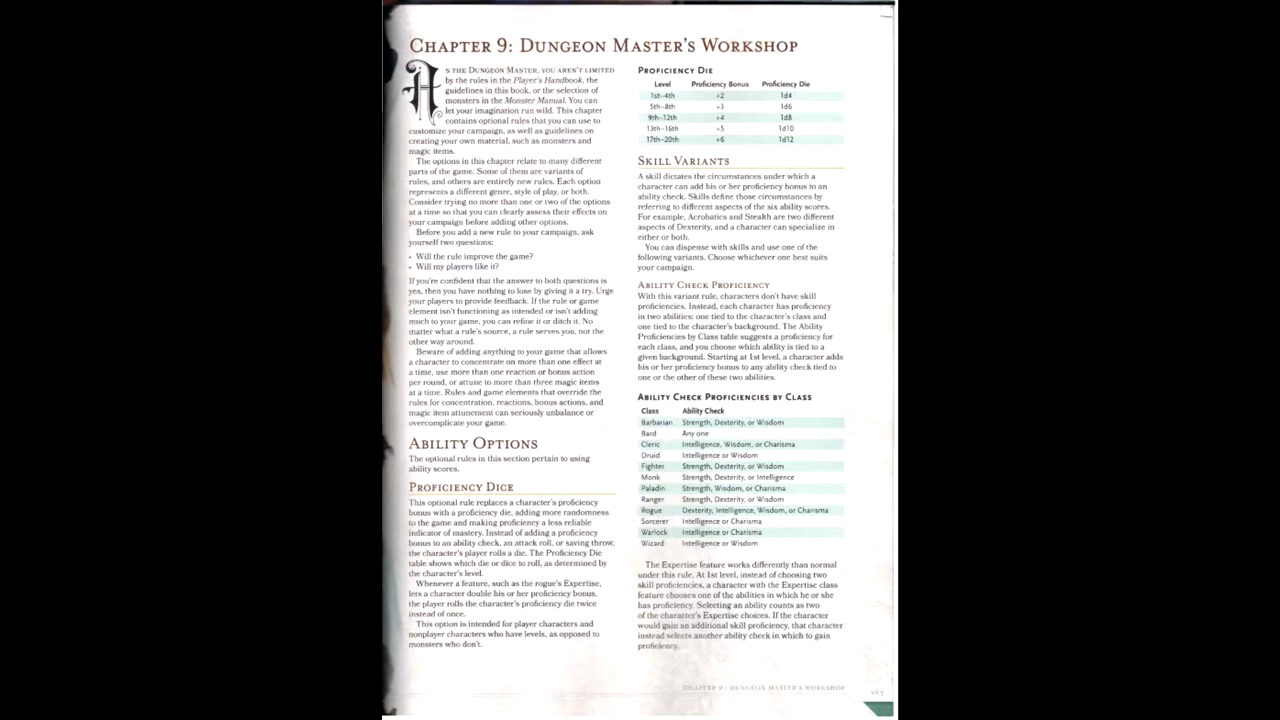 CHAPTER 9: DUNGEON MASTER'S WORKSHOP
AS THE DUNGEON MASTER, YOU AREN'T LIMITED
by the rules in the Player's Handbook, the
guidelines in this book, or the selection of
monsters in the Monster Manual. You can
let your imagination run wild. This chapter
contains optional rules that you can use to
customize your campaign, as well as guidelines on
creating your own material, such as monsters and
magic items.
The options in this chapter relate to many different
parts of the game. Some of them are variants of
rules, and others are entirely new rules. Each option
represents a different genre, style of play, or both.
Consider trying no more than one or two of the options
at a time so that you can clearly assess their effects on
your campaign before adding other options.
Before you add a new rule to your campaign, ask
yourself two questions:
• Will the rule improve the game?
• Will my players like it?
If you're confident that the answer to both questions is
yes, then you have nothing to lose by giving it a try. Urge
your players to provide feedback. If the rule or game
element isn't functioning as intended or isn't adding
much to your game, you can refine it or ditch it. No
matter what a rule's source, a rule serves you, not the
other way around.
Beware of adding anything to your game that allows
a character to concentrate on more than one effect at
a time, use more than one reaction or bonus action
per round, or attune to more than three magic items
at a time. Rules and game elements that override the
rules for concentration, reactions, bonus actions, and
magic item attunement can seriously unbalance or
overcomplicate your game.
ABILITY OPTIONS
The optional rules in this section pertain to using
ability scores.
PROFICIENCY DICE
This optional rule replaces a character's proficiency
bonus with a proficiency die, adding more randomness
to the game and making proficiency a less reliable
indicator of mastery. Instead of adding a proficiency
bonus to an ability check, an attack roll, or saving throw,
the character's player rolls a die. The Proficiency Die
table shows which die or dice to roll, as determined by
the character's level.
Whenever a feature, such as the rogue's Expertise,
lets a character double his or her proficiency bonus,
the player rolls the character's proficiency die twice
instead of once.
This option is intended for player characters and
nonplayer characters who have levels, as opposed to
monsters who don't.
PROFICIENCY DIE
Level Proficiency Bonus Proficiency Die
1st–4th +2 1d4
5th–8th +3 1d6
9th–12th +4 1d8
13th–16th +5 1d10
17th–20th +6 1d12
SKILL VARIANTS
A skill dictates the circumstances under which a
character can add his or her proficiency bonus to an
ability check. Skills define those circumstances by
referring to different aspects of the six ability scores.
For example, Acrobatics and Stealth are two different
aspects of Dexterity, and a character can specialize in
either or both.
You can dispense with skills and use one of the
following variants. Choose whichever one best suits
your campaign.
ABILITY CHECK PROFICIENCY
With this variant rule, characters don't have skill
proficiencies. Instead, each character has proficiency
in two abilities: one tied to the character's class and
one tied to the character's background. The Ability
Proficiencies by Class table suggests a proficiency for
each class, and you choose which ability is tied to a
given background. Starting at 1st level, a character adds
his or her proficiency bonus to any ability check tied to
one or the other of these two abilities.
ABILITY CHECK PROFICIENCIES BY CLASS
Class Ability Check
Barbarian Strength, Dexterity, or Wisdom
Bard Any one
Cleric Intelligence, Wisdom, or Charisma
Druid Intelligence or Wisdom
Fighter Strength, Dexterity, or Wisdom
Monk Strength, Dexterity, or Intelligence
Paladin Strength, Wisdom, or Charisma
Ranger Strength, Dexterity, or Wisdom
Rogue Dexterity, Intelligence, Wisdom, or Charisma
Sorcerer Intelligence or Charisma
Warlock Intelligence or Charisma
Wizard Intelligence or Wisdom
The Expertise feature works differently than normal
under this rule. At 1st level, instead of choosing two
skill proficiencies, a character with the Expertise class
feature chooses one of the abilities in which he or she
has proficiency. Selecting an ability counts as two
of the character's Expertise choices. If the character
would gain an additional skill proficiency, that character
instead selects another ability check in which to gain
proficiency.
CHAPTER 9: DUNGEON MASTER'S WORKSHOP
263